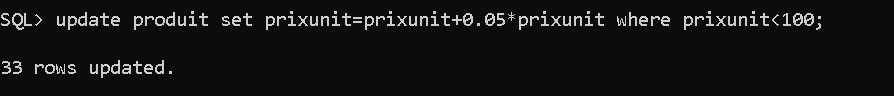 SQL> update produit set prixunit=prixunit+0.05*prixunit where prixunit<100;
33 rows updated.